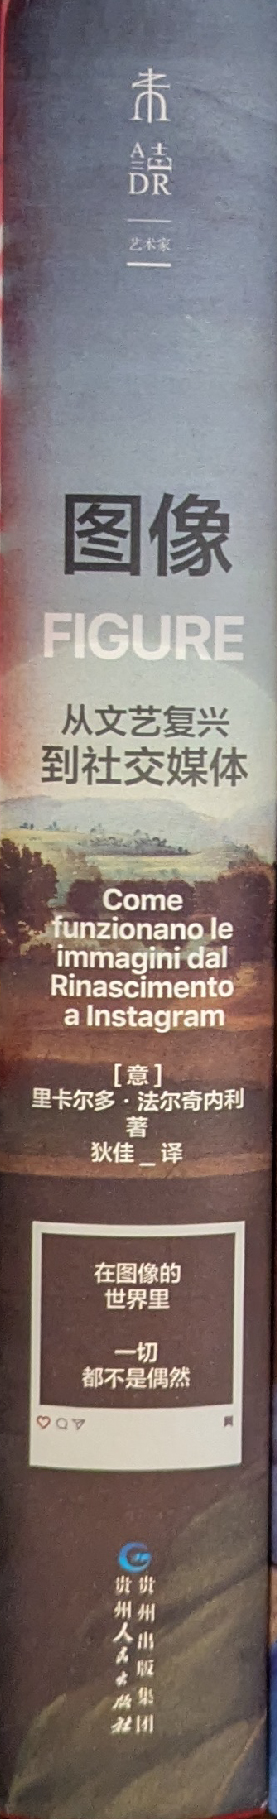 未
读
A
DR
艺术家
图像
FIGURE
从文艺复兴
到社交媒体
Come
funzionano le
immagini dal
Rinascimento
a Instagram
[意]
里卡尔多·法尔奇内利
著
狄佳_译
在图像的
世界里
一切
都不是偶然
贵州出版集团
贵州人民出版社